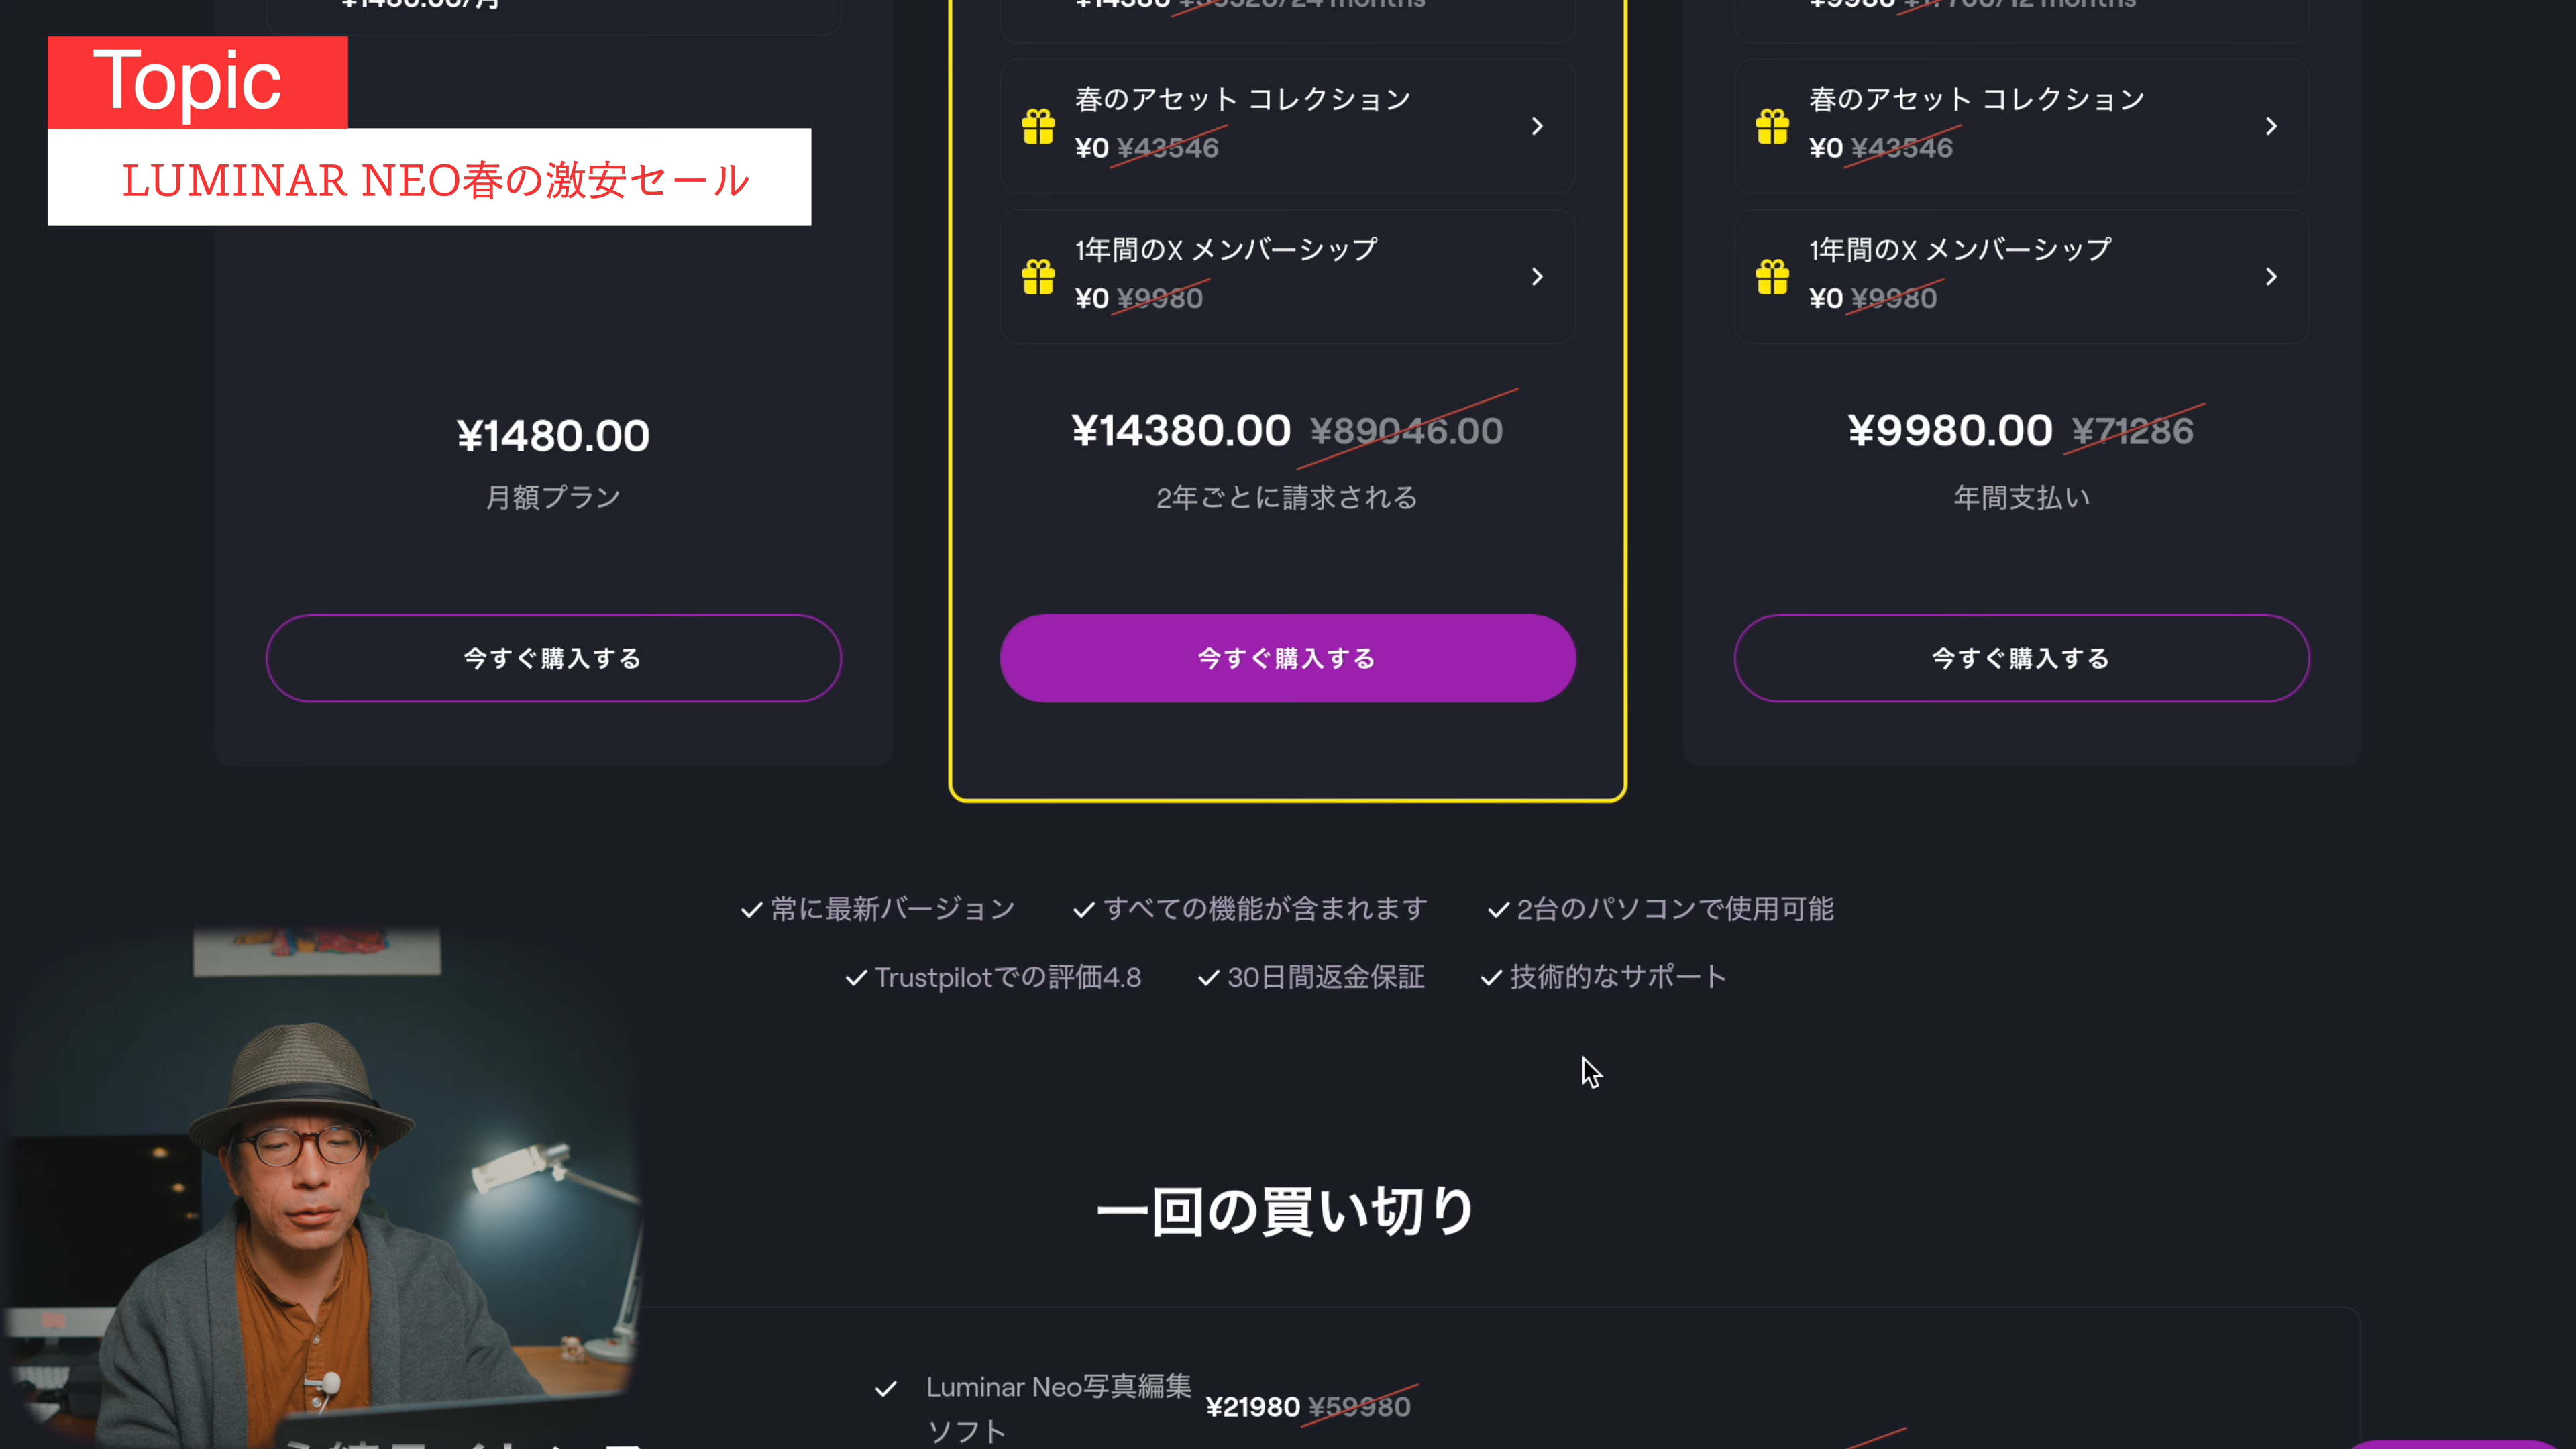 ¥1480.00/月
Topic
LUMINAR NEO春の激安セール
¥14380
/24 months
春のアセット コレクション
¥0 ¥43546
1年間のX メンバーシップ
¥0 ¥9980
¥9980
/12 months
春のアセット コレクション
¥0 ¥43546
1年間のX メンバーシップ
¥0 ¥9980
¥1480.00
月額プラン
今すぐ購入する
¥14380.00 ¥89046.00
2年ごとに請求される
今すぐ購入する
¥9980.00 ¥71286
年間支払い
今すぐ購入する
常に最新バージョン
すべての機能が含まれます
2台のパソコンで使用可能
Trustpilotでの評価4.8
30日間返金保証
技術的なサポート
一回の買い切り
Luminar Neo写真編集
ソフト
¥21980 ¥59980